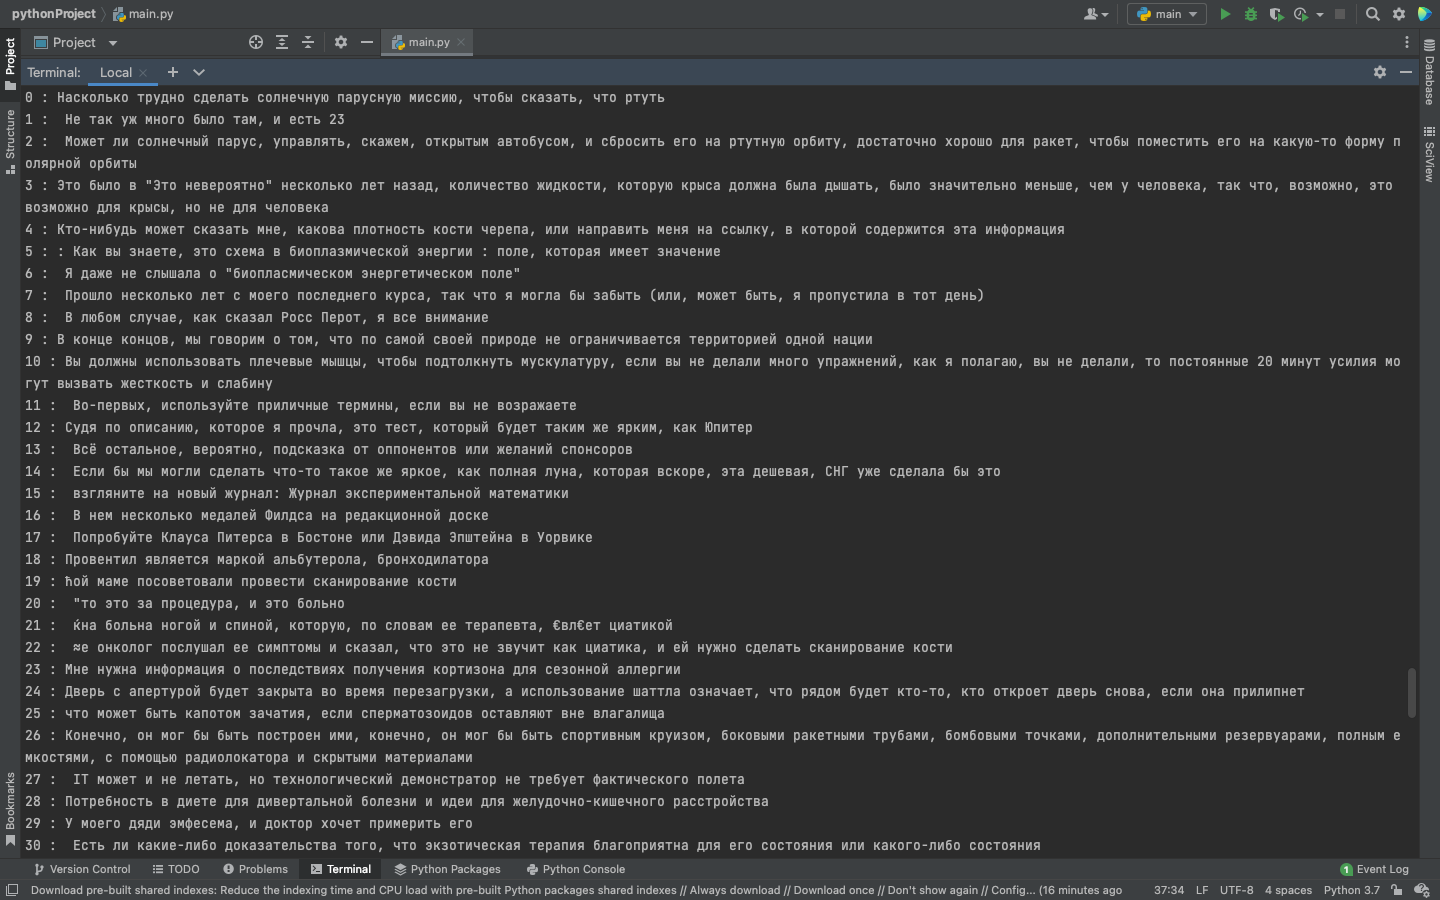 pythonProject
main.py
main
Project
main.py
Terminal:
Local
0 : Насколько трудно сделать солнечную парусную миссию, чтобы сказать, что ртуть
1 :  Не так уж много было там, и есть 23
2 :  Может ли солнечный парус, управлять, скажем, открытым автобусом, и сбросить его на ртутную орбиту, достаточно хорошо для ракет, чтобы поместить его на какую-то форму п
олярной орбиты
3 : Это было в "Это невероятно" несколько лет назад, количество жидкости, которую крыса должна была дышать, было значительно меньше, чем у человека, так что, возможно, это
возможно для крысы, но не для человека
4 : Кто-нибудь может сказать мне, какова плотность кости черепа, или направить меня на ссылку, в которой содержится эта информация
5 : : Как вы знаете, это схема в биоплазмической энергии : поле, которая имеет значение
6 :  Я даже не слышала о "биопласмическом энергетическом поле"
7 :  Прошло несколько лет с моего последнего курса, так что я могла бы забыть (или, может быть, я пропустила в тот день)
8 :  В любом случае, как сказал Росс Перот, я все внимание
9 : В конце концов, мы говорим о том, что по самой своей природе не ограничивается территорией одной нации
10 : Вы должны использовать плечевые мышцы, чтобы подтолкнуть мускулатуру, если вы не делали много упражнений, как я полагаю, вы не делали, то постоянные 20 минут усилия мо
гут вызвать жесткость и слабину
11 :  Во-первых, используйте приличные термины, если вы не возражаете
12 : Судя по описанию, которое я прочла, это тест, который будет таким же ярким, как Юпитер
13 :  Всё остальное, вероятно, подсказка от оппонентов или желаний спонсоров
14 :  Если бы мы могли сделать что-то такое же яркое, как полная луна, которая вскоре, эта дешевая, СНГ уже сделала бы это
15 :  взгляните на новый журнал: Журнал экспериментальной математики
16 :  В нем несколько медалей Филдса на редакционной доске
17 :  Попробуйте Клауса Питерса в Бостоне или Дэвида Эпштейна в Уорвике
18 : Провентил является маркой альбутерола, бронходилатора
19 : ћой маме посоветовали провести сканирование кости
20 :  "то это за процедура, и это больно
21 :  ќна больна ногой и спиной, которую, по словам ее терапевта, €вл€ет циатикой
22 :  ≈е онколог послушал ее симптомы и сказал, что это не звучит как циатика, и ей нужно сделать сканирование кости
23 : Мне нужна информация о последствиях получения кортизона для сезонной аллергии
24 : Дверь с апертурой будет закрыта во время перезагрузки, а использование шаттла означает, что рядом будет кто-то, кто откроет дверь снова, если она прилипнет
25 : что может быть капотом зачатия, если сперматозоидов оставляют вне влагалища
26 : Конечно, он мог бы быть построен ими, конечно, он мог бы быть спортивным круизом, боковыми ракетными трубами, бомбовыми точками, дополнительными резервуарами, полным е
мкостями, с помощью радиолокатора и скрытыми материалами
27 :  IT может и не летать, но технологический демонстратор не требует фактического полета
28 : Потребность в диете для дивертальной болезни и идеи для желудочно-кишечного расстройства
29 : У моего дяди эмфесема, и доктор хочет примерить его
30 :  Есть ли какие-либо доказательства того, что экзотическая терапия благоприятна для его состояния или какого-либо состояния
Project
Structure
Bookmarks
Database
SciView
Version Control
TODO
Problems
Terminal
Python Packages
Python Console
1 Event Log
Download pre-built shared indexes: Reduce the indexing time and CPU load with pre-built Python packages shared indexes // Always download // Download once // Don't show again // Config... (16 minutes ago
37:34 LF UTF-8 4 spaces Python 3.7